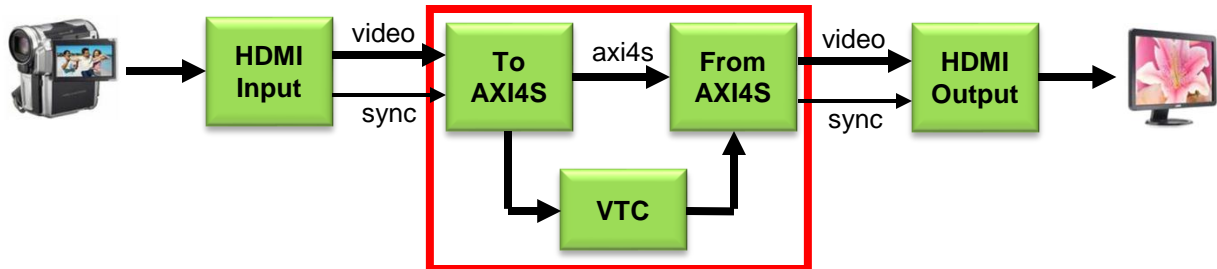 HDMI
Input
video
sync
To
AXI4S
axi4s
From
AXI4S
VTC
video
sync
HDMI
Output